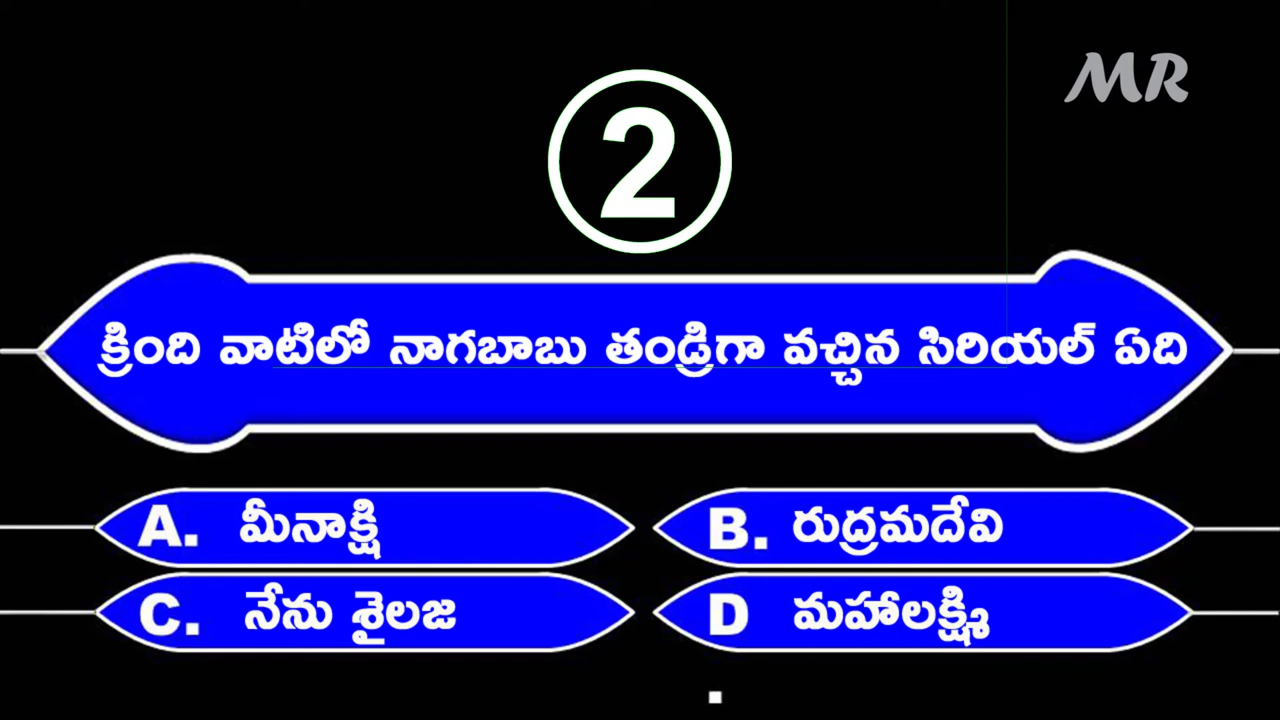 MR
2
క్రింది వాటిలో నాగబాబు తండ్రిగా వచ్చిన సిరియల్ ఏది
A. మీనాక్షి
B. రుద్రమదేవి
C. నేను శైలజ
D మహాలక్ష్మి
.